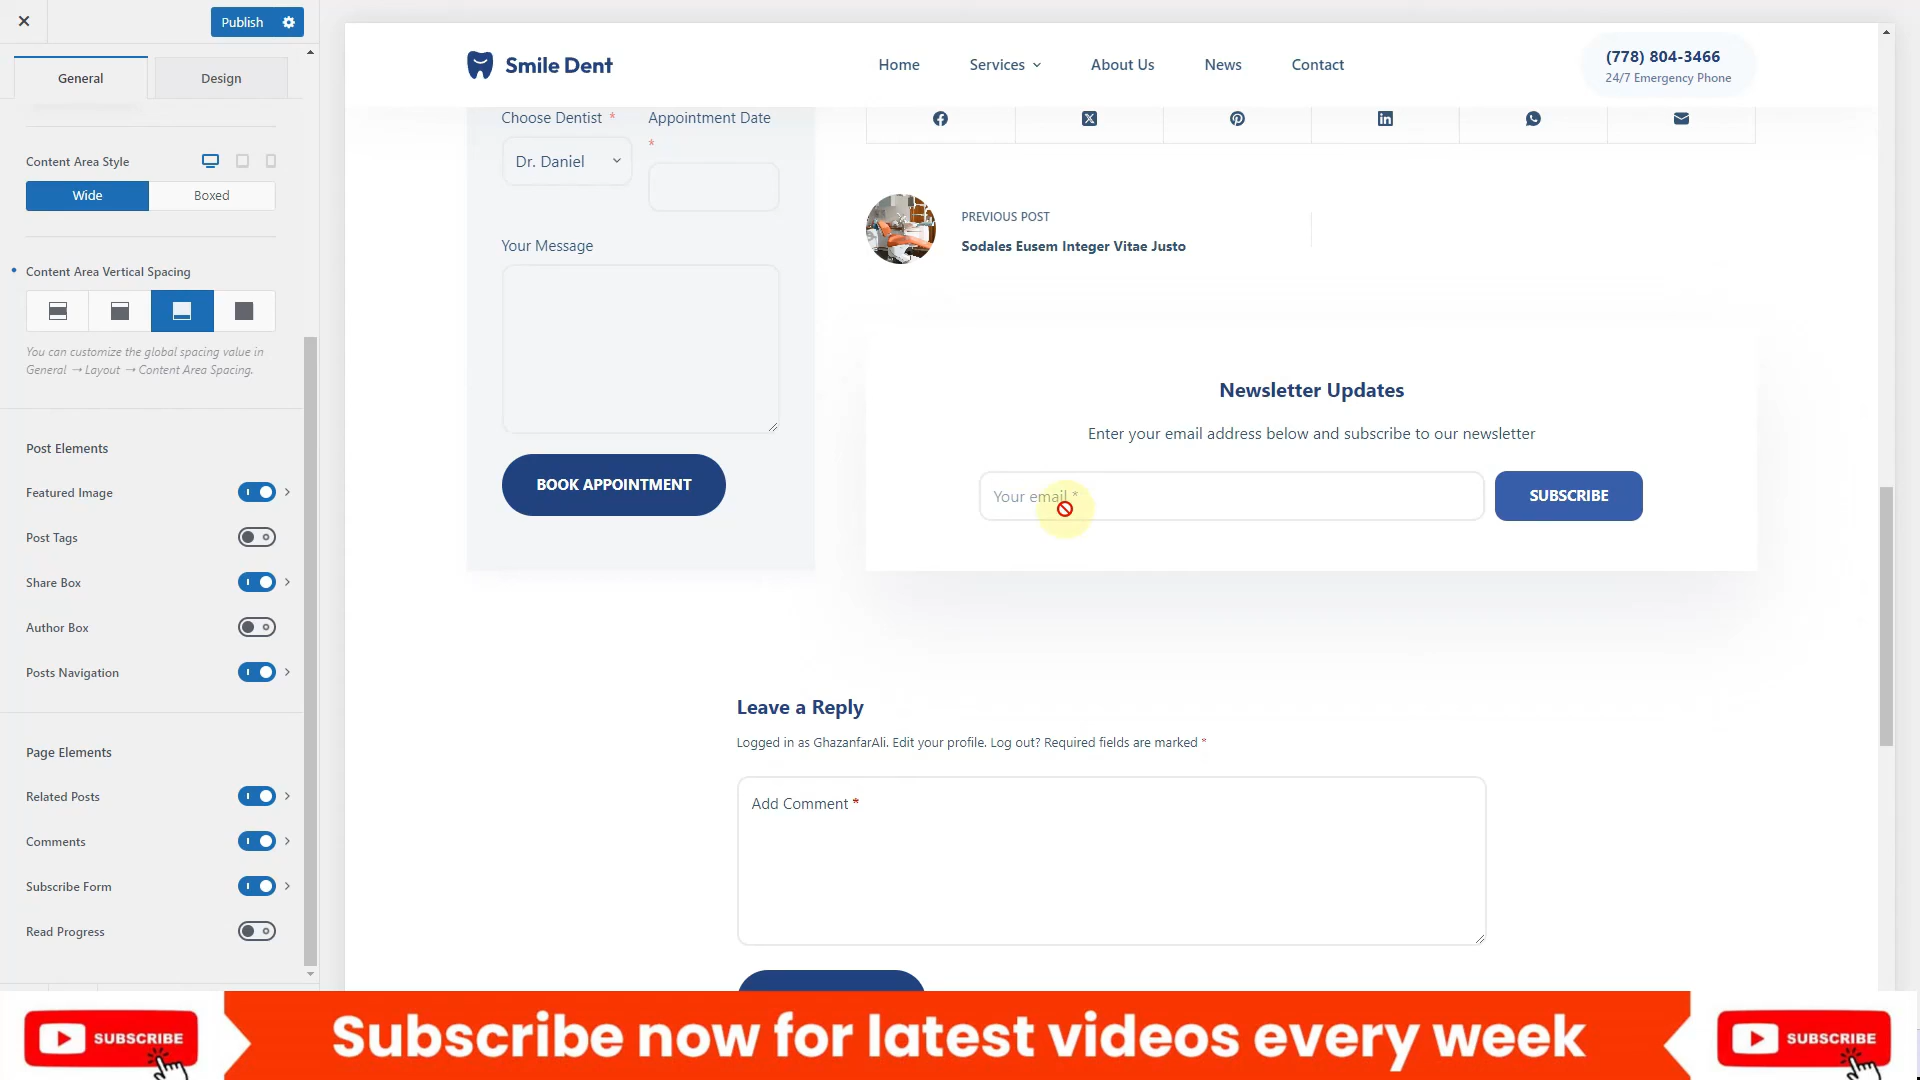 Publish
General
Design
Content Area Style
Wide
Boxed
Content Area Vertical Spacing
You can customize the global spacing value in
General → Layout → Content Area Spacing.
Post Elements
Featured Image
Post Tags
Share Box
Author Box
Posts Navigation
Page Elements
Related Posts
Comments
Subscribe Form
Read Progress
Smile Dent
Home
Services
About Us
News
Contact
(778) 804-3466
24/7 Emergency Phone
Choose Dentist *
Appointment Date
*
Dr. Daniel
Your Message
BOOK APPOINTMENT
PREVIOUS POST
Sodales Eusem Integer Vitae Justo
Newsletter Updates
Enter your email address below and subscribe to our newsletter
Your email *
SUBSCRIBE
Leave a Reply
Logged in as GhazanfarAli. Edit your profile. Log out? Required fields are marked *
Add Comment *
SUBSCRIBE
Subscribe now for latest videos every week
SUBSCRIBE